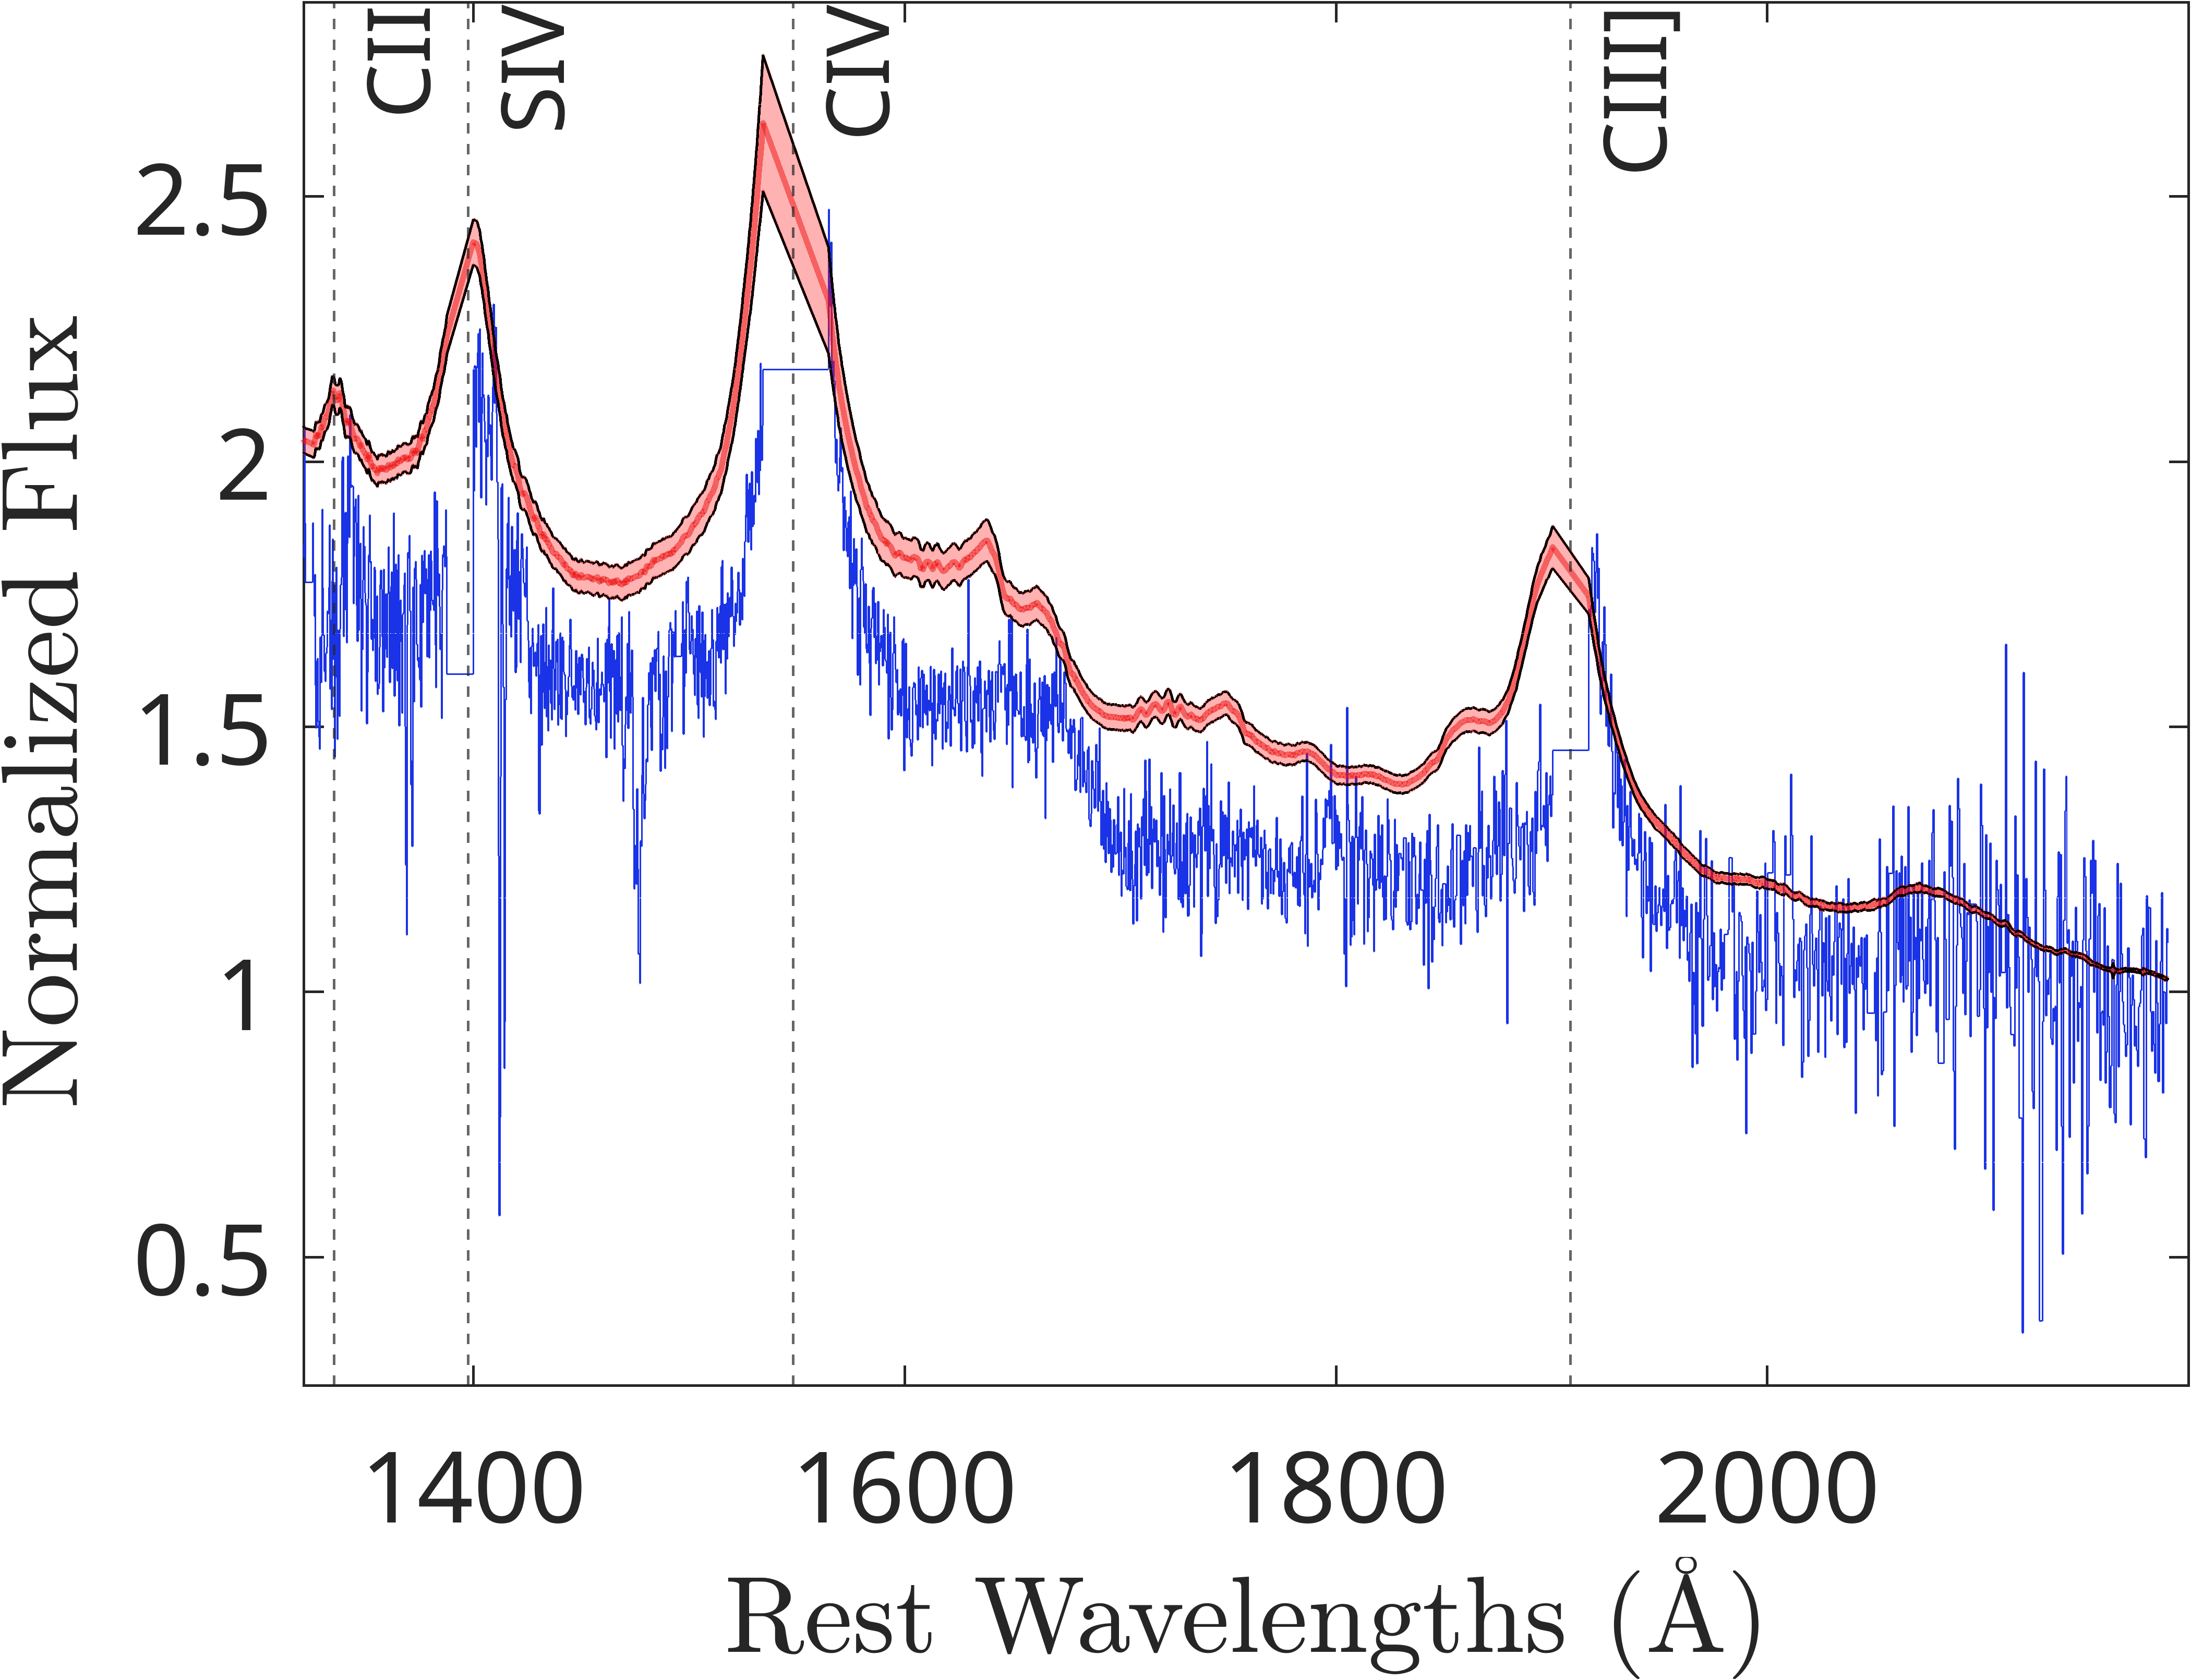 CII
SIV
CIV
CIII]
Normalized Flux
2.5
2
1.5
1
0.5
1400
1600
1800
2000
Rest Wavelengths (Å)